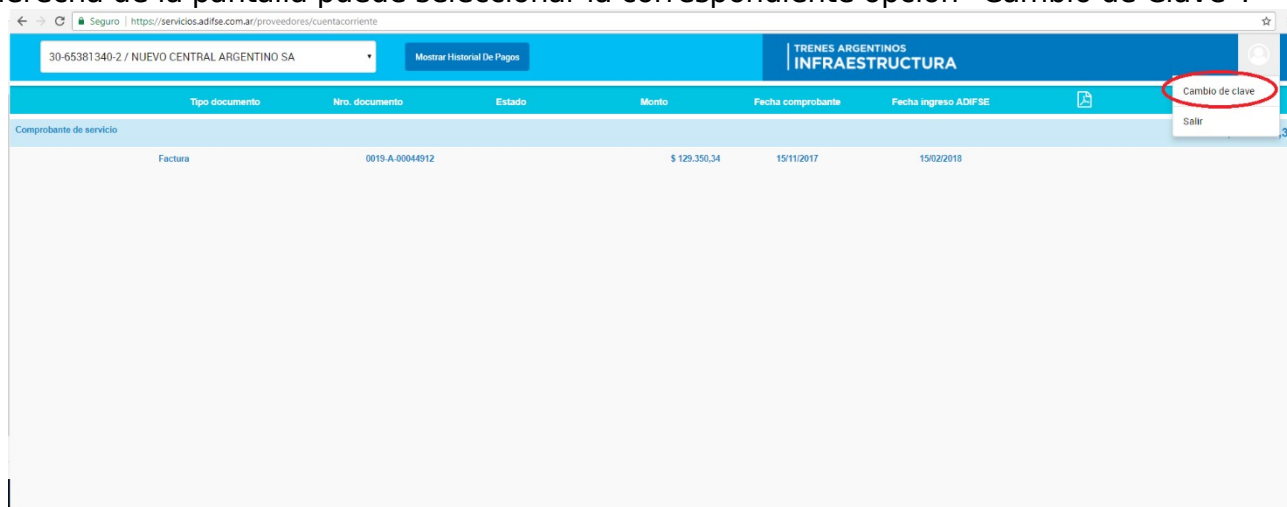 derecha de la pantalla puede seleccionar la correspondiente opción "Cambio de Clave".
Seguro | https://servicios.adifse.com.ar/proveedores/cuentacorriente
30-65381340-2 / NUEVO CENTRAL ARGENTINO SA
Mostrar Historial De Pagos
TRENES ARGENTINOS
INFRAESTRUCTURA
Cambio de clave
Salir
Tipo documento Nro. documento Estado Monto Fecha comprobante Fecha ingreso ADIFSE
Comprobante de servicio
Factura 0019-A-00044912 $ 129.350,34 15/11/2017 15/02/2018